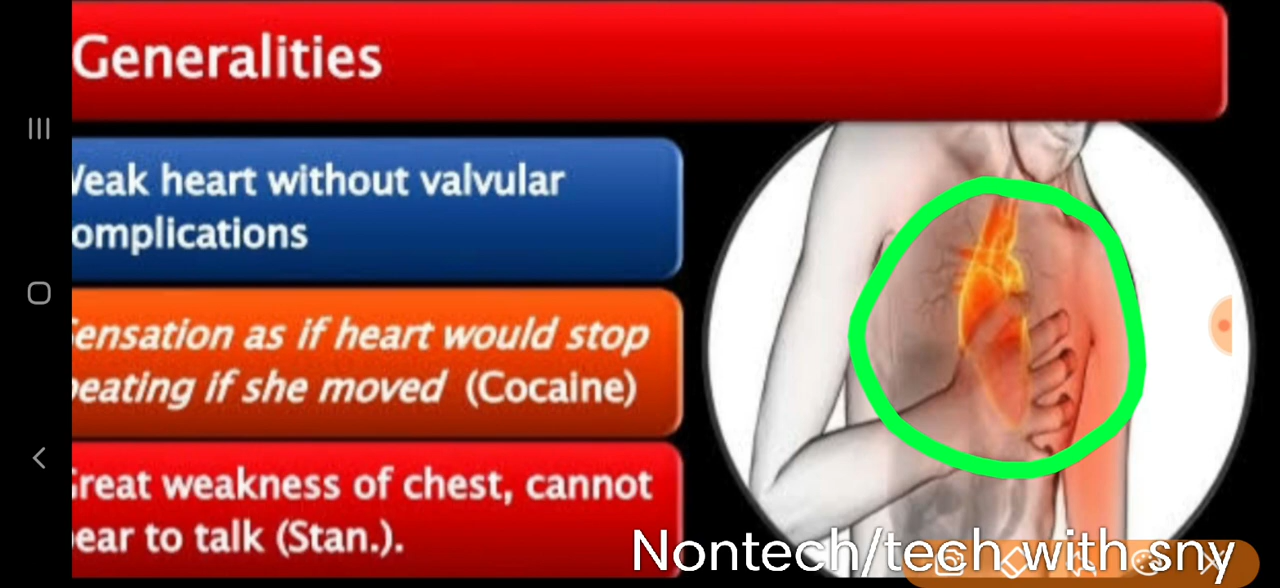 Generalities
eak heart without valvular
omplications
ensation as if heart would stop
eating if she moved (Cocaine)
reat weakness of chest, cannot
ear to talk (Stan.).
Nontech/tech with sny